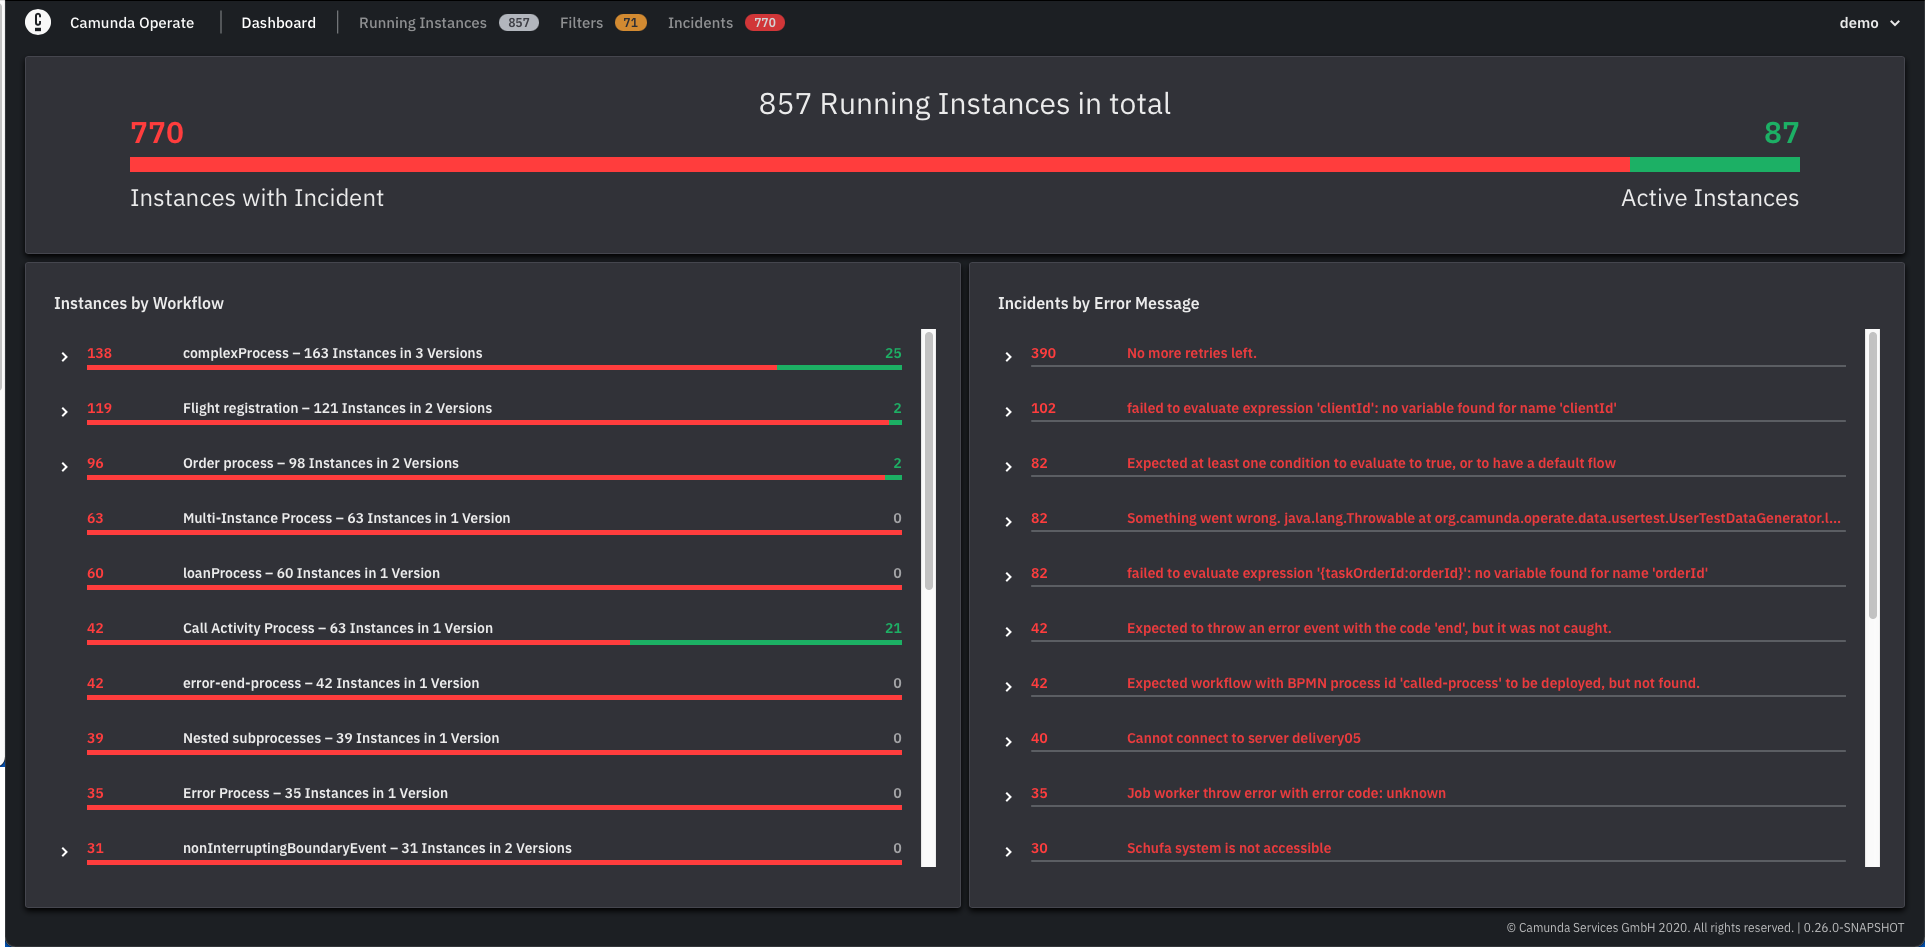 Camunda Operate Dashboard Running Instances 857 Filters 71 Incidents 770 demo
857 Running Instances in total
770 87
Instances with Incident Active Instances
Instances by Workflow
138 complexProcess – 163 Instances in 3 Versions 25
119 Flight registration – 121 Instances in 2 Versions 2
96 Order process – 98 Instances in 2 Versions 2
63 Multi-Instance Process – 63 Instances in 1 Version 0
60 loanProcess – 60 Instances in 1 Version 0
42 Call Activity Process – 63 Instances in 1 Version 21
42 error-end-process – 42 Instances in 1 Version 0
39 Nested subprocesses – 39 Instances in 1 Version 0
35 Error Process – 35 Instances in 1 Version 0
31 nonInterruptingBoundaryEvent – 31 Instances in 2 Versions 0
Incidents by Error Message
390 No more retries left.
102 failed to evaluate expression 'clientId': no variable found for name 'clientId'
82 Expected at least one condition to evaluate to true, or to have a default flow
82 Something went wrong. java.lang.Throwable at org.camunda.operate.data.usertest.UserTestDataGenerator.l...
82 failed to evaluate expression '{taskOrderId:orderId}': no variable found for name 'orderId'
42 Expected to throw an error event with the code 'end', but it was not caught.
42 Expected workflow with BPMN process id 'called-process' to be deployed, but not found.
40 Cannot connect to server delivery05
35 Job worker throw error with error code: unknown
30 Schufa system is not accessible
© Camunda Services GmbH 2020. All rights reserved. | 0.26.0-SNAPSHOT